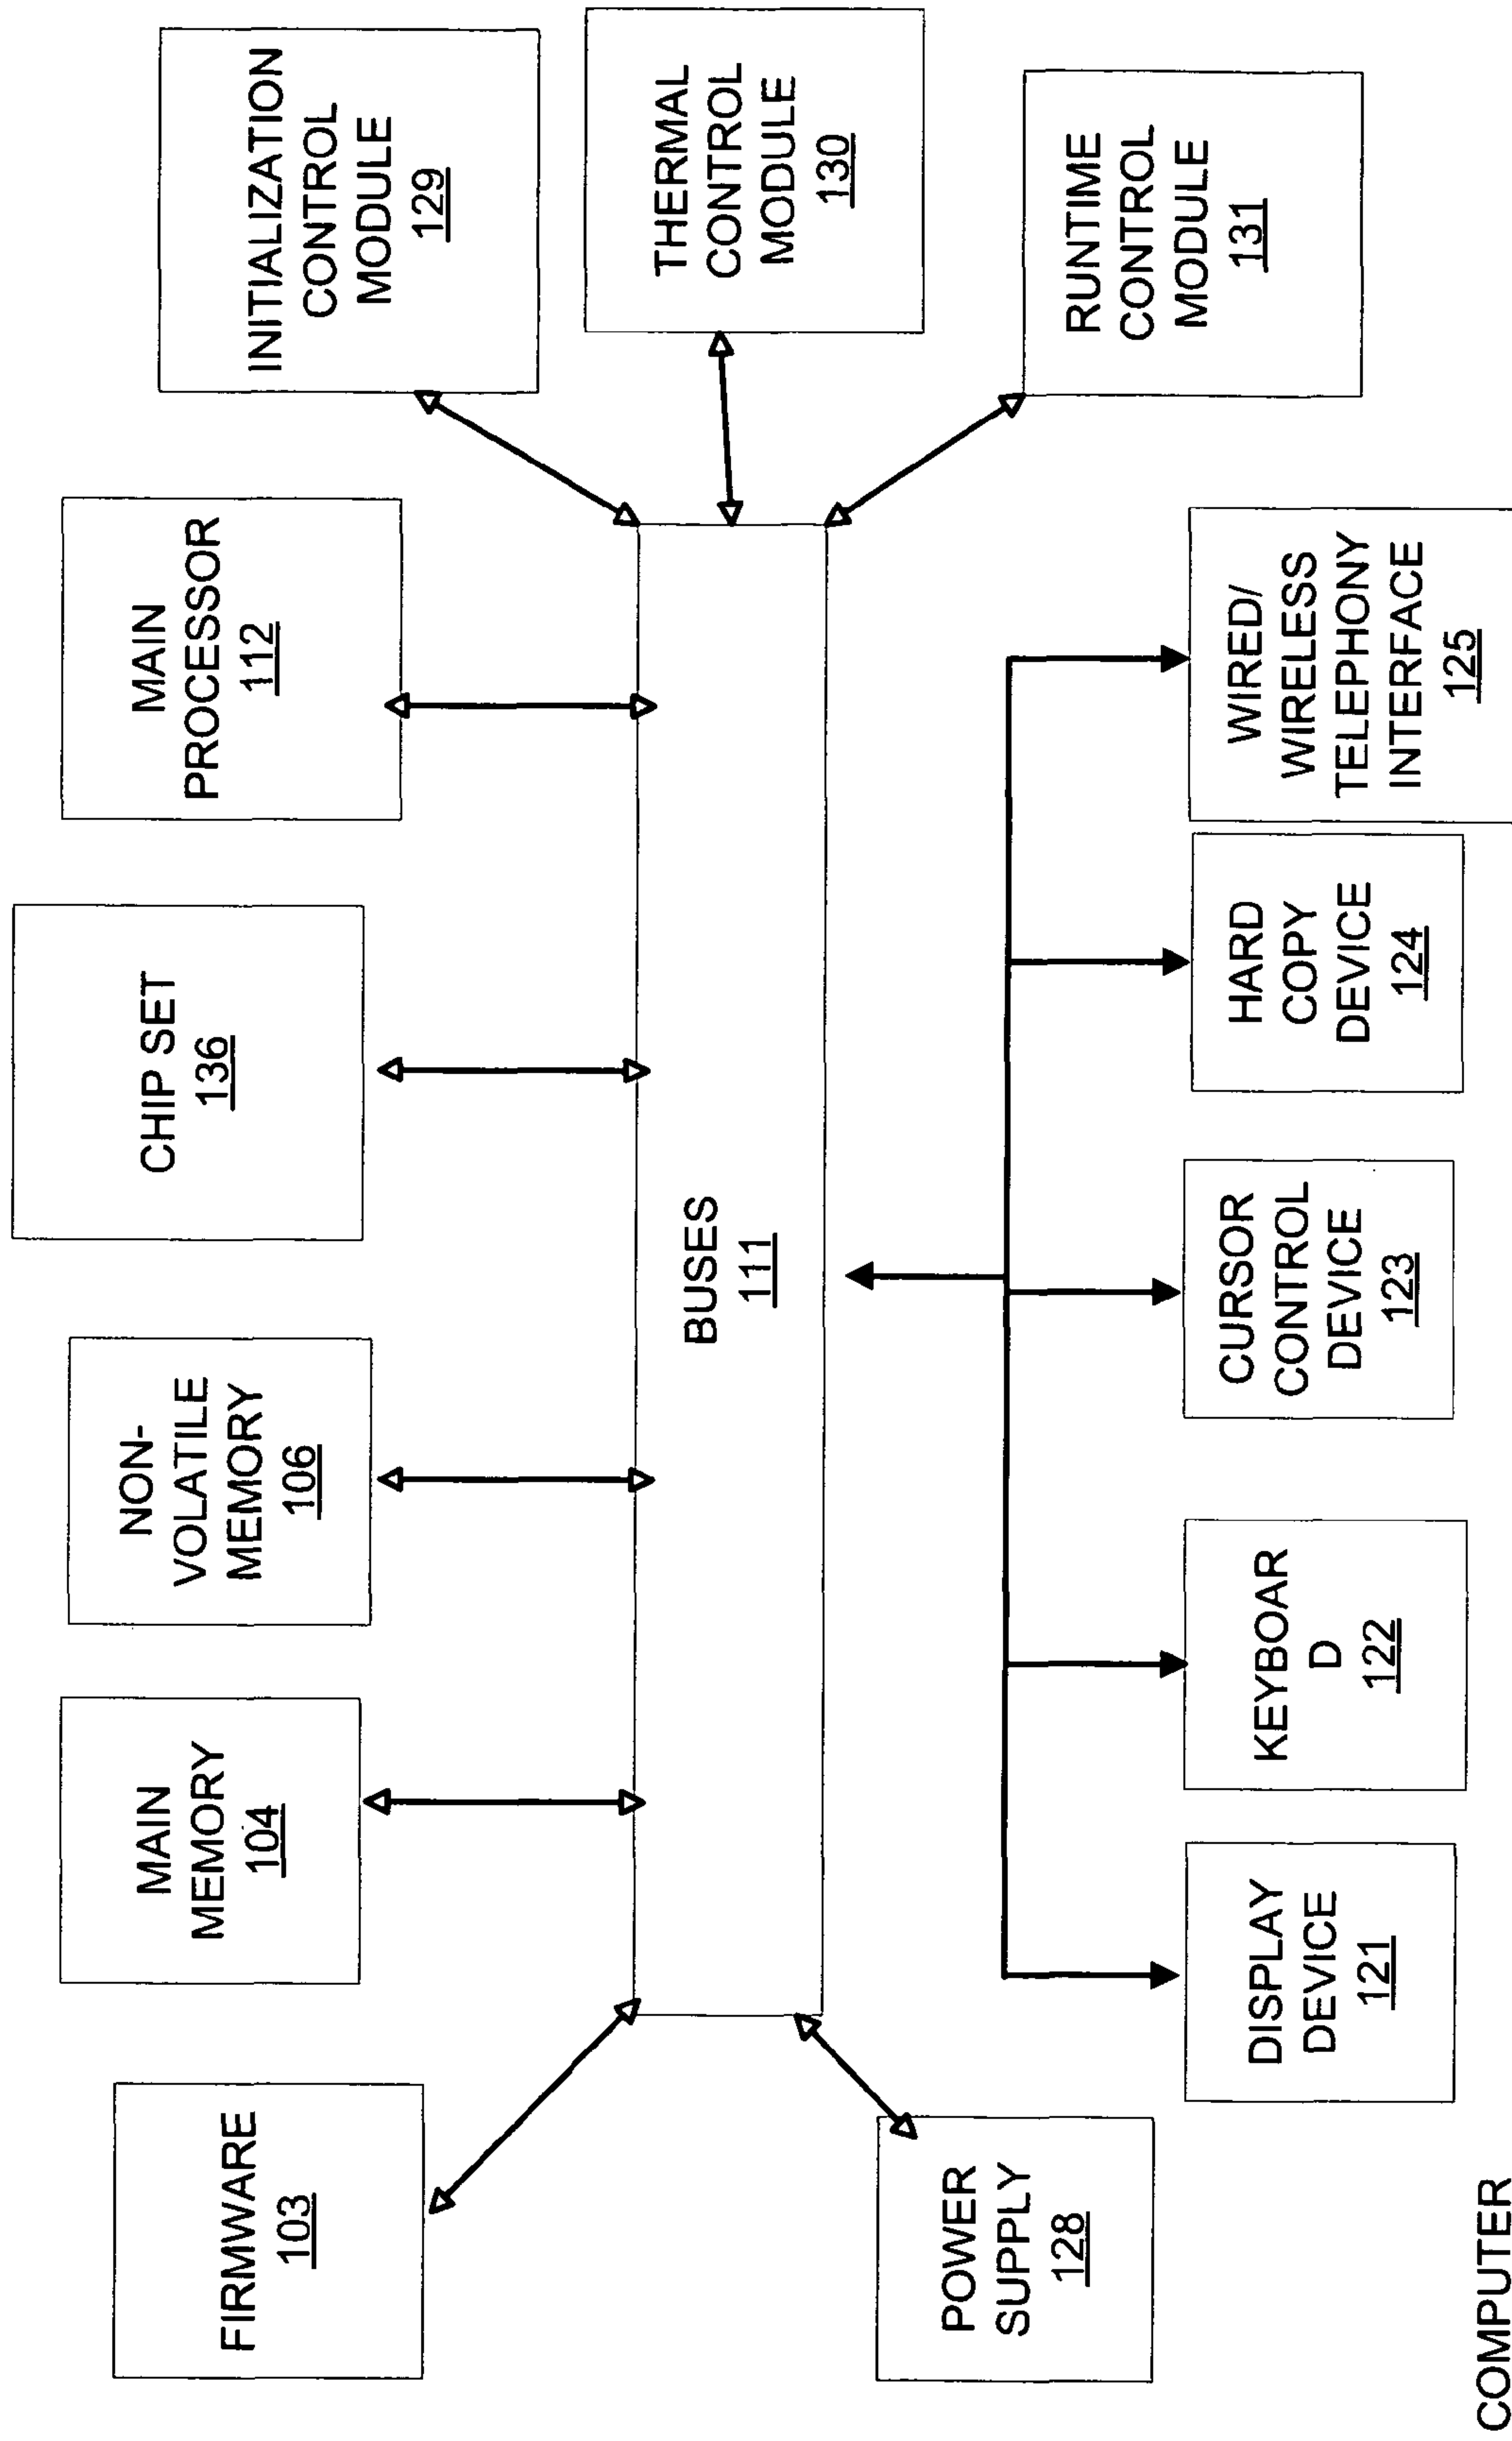 FIRMWARE
103
MAIN
MEMORY
104
NON-
VOLATILE
MEMORY
106
CHIP SET
136
MAIN
PROCESSOR
112
INITIALIZATION
CONTROL
MODULE
129
THERMAL
CONTROL
MODULE
130
RUNTIME
CONTROL
MODULE
131
BUSES
111
POWER
SUPPLY
128
DISPLAY
DEVICE
121
KEYBOAR
D
122
CURSOR
CONTROL
DEVICE
123
HARD
COPY
DEVICE
124
WIRED/
WIRELESS
TELEPHONY
INTERFACE
125
COMPUTER